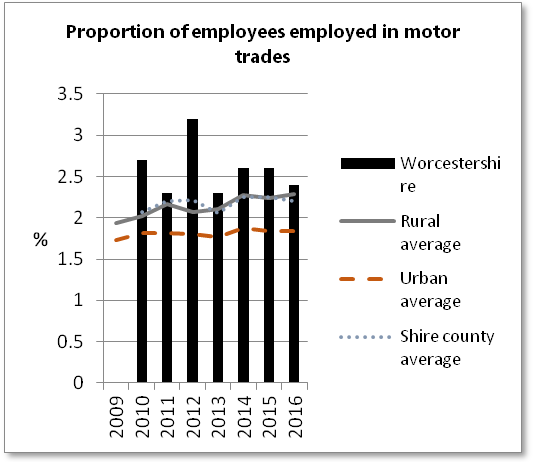 Proportion of employees employed in motor
trades
3.5
3
2.5
2
1.5
1
0.5
0
%
2009
2010
2011
2012
2013
2014
2015
2016
Worcestershi
re
Rural
average
Urban
average
Shire county
average